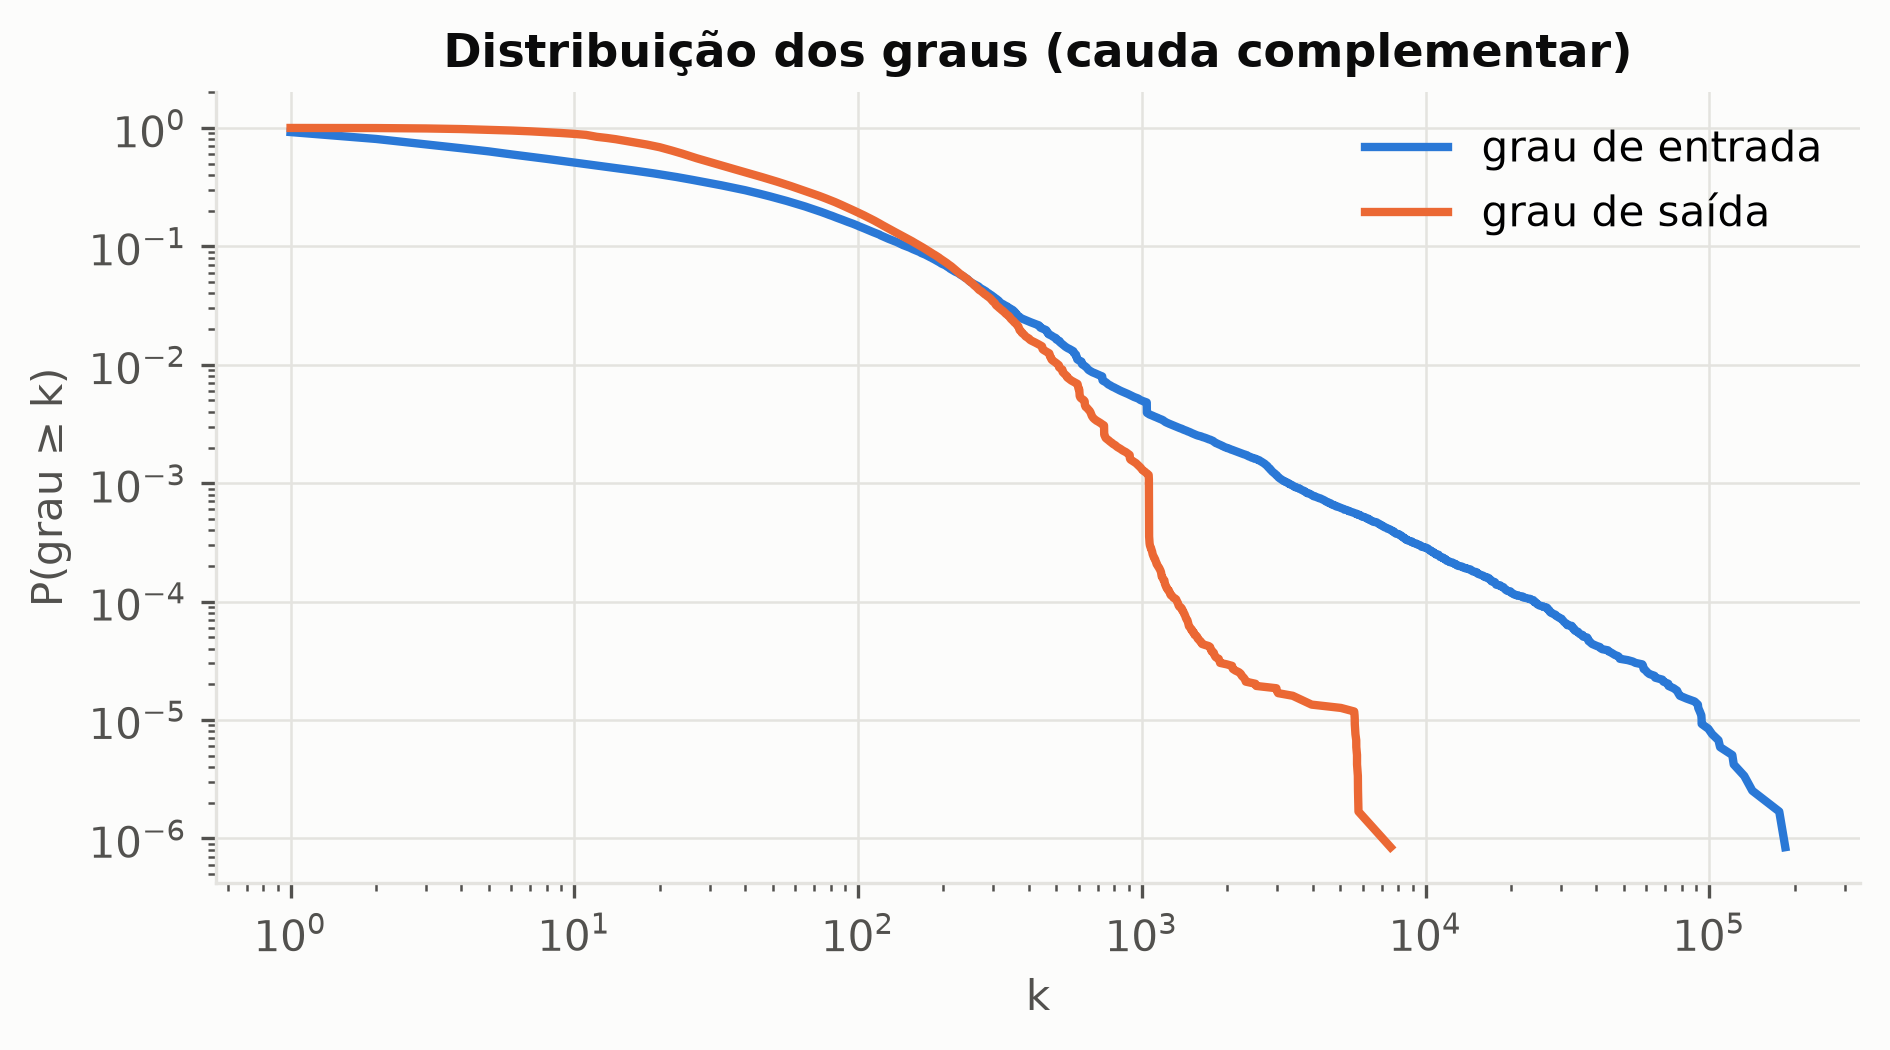 Distribuição dos graus (cauda complementar)
grau de entrada
grau de saída
P(grau ≥ k)
10⁰
10⁻¹
10⁻²
10⁻³
10⁻⁴
10⁻⁵
10⁻⁶
10⁰ 10¹ 10² 10³ 10⁴ 10⁵
k